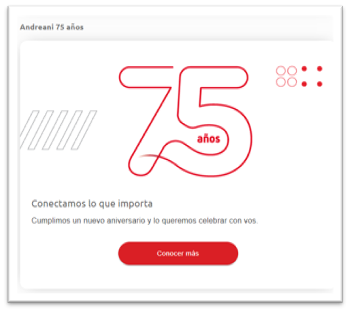 Andreani 75 años
75
años
Conectamos lo que importa
Cumplimos un nuevo aniversario y lo queremos celebrar con vos.
Conocer más